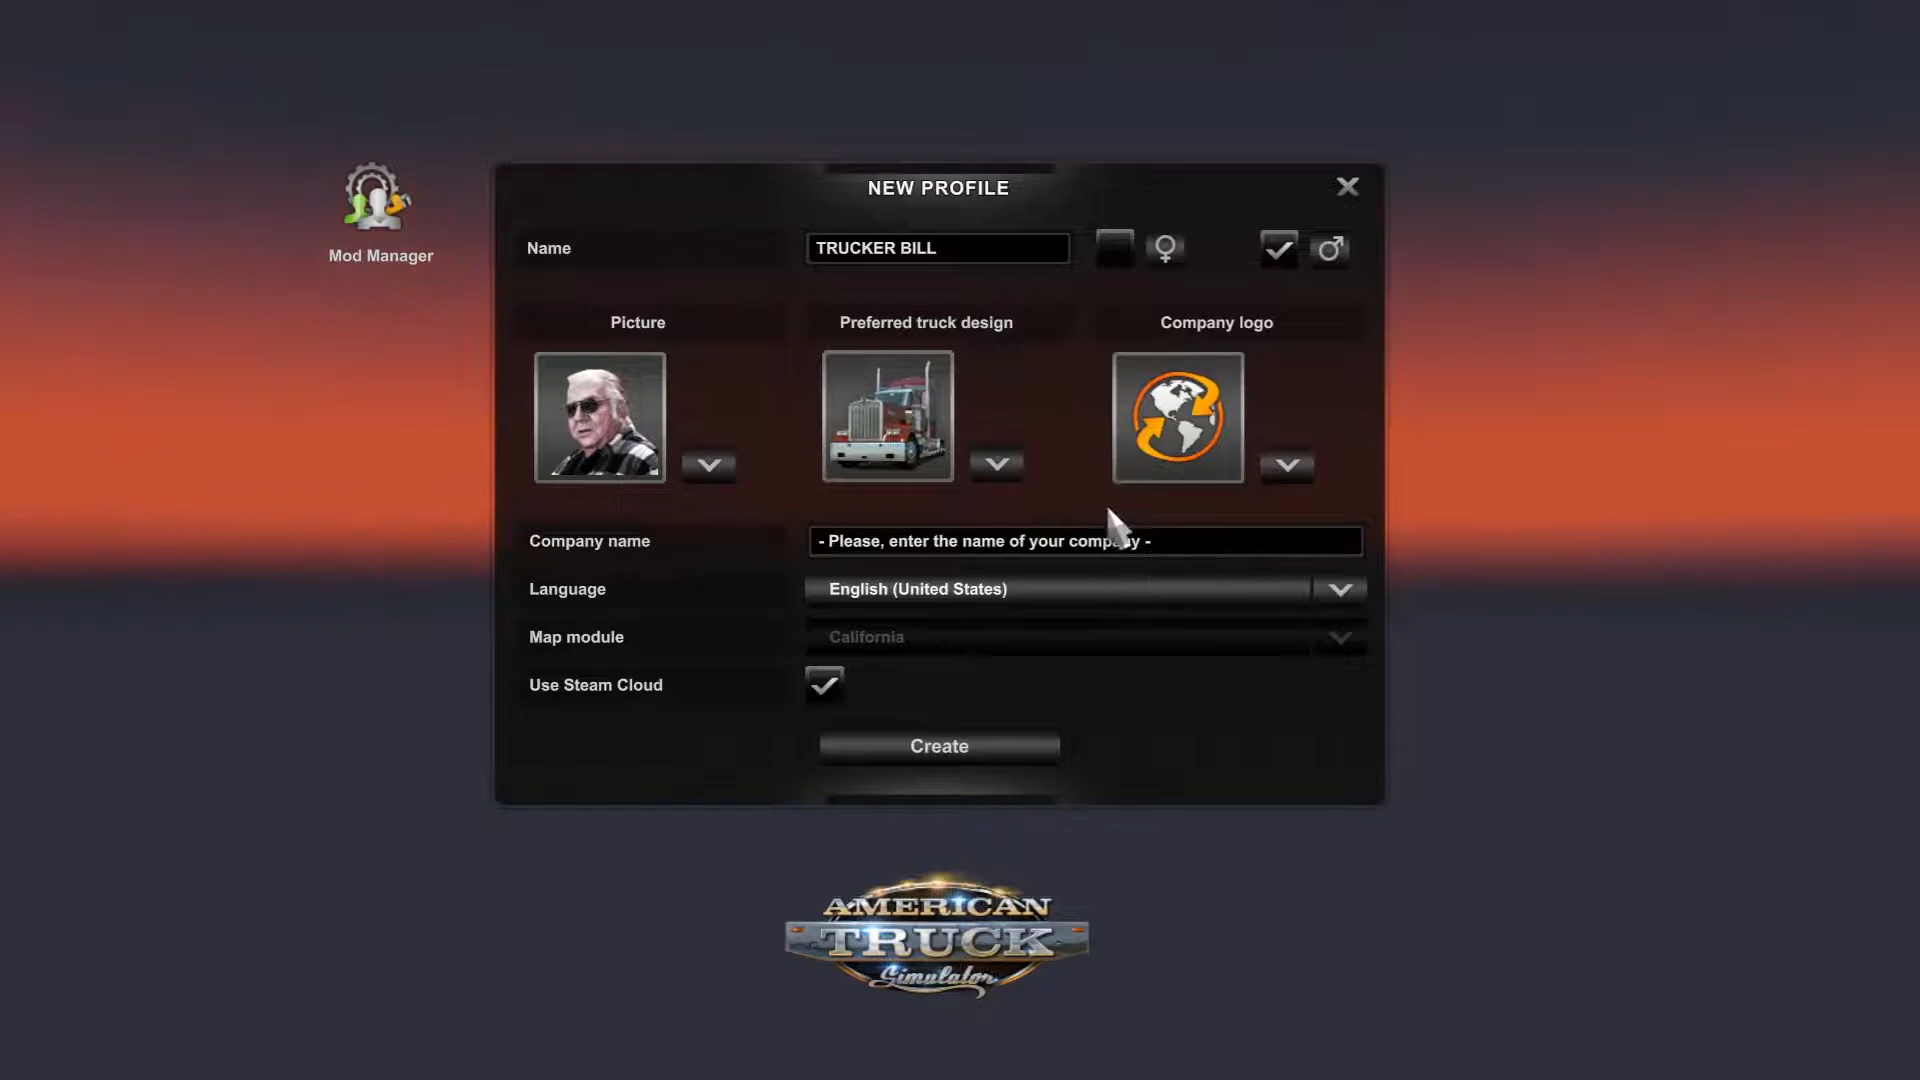 NEW PROFILE
Mod Manager
Name
TRUCKER BILL
Picture
Preferred truck design
Company logo
Company name
- Please, enter the name of your company -
Language
English (United States)
Map module
California
Use Steam Cloud
Create
AMERICAN
TRUCK
Simulator